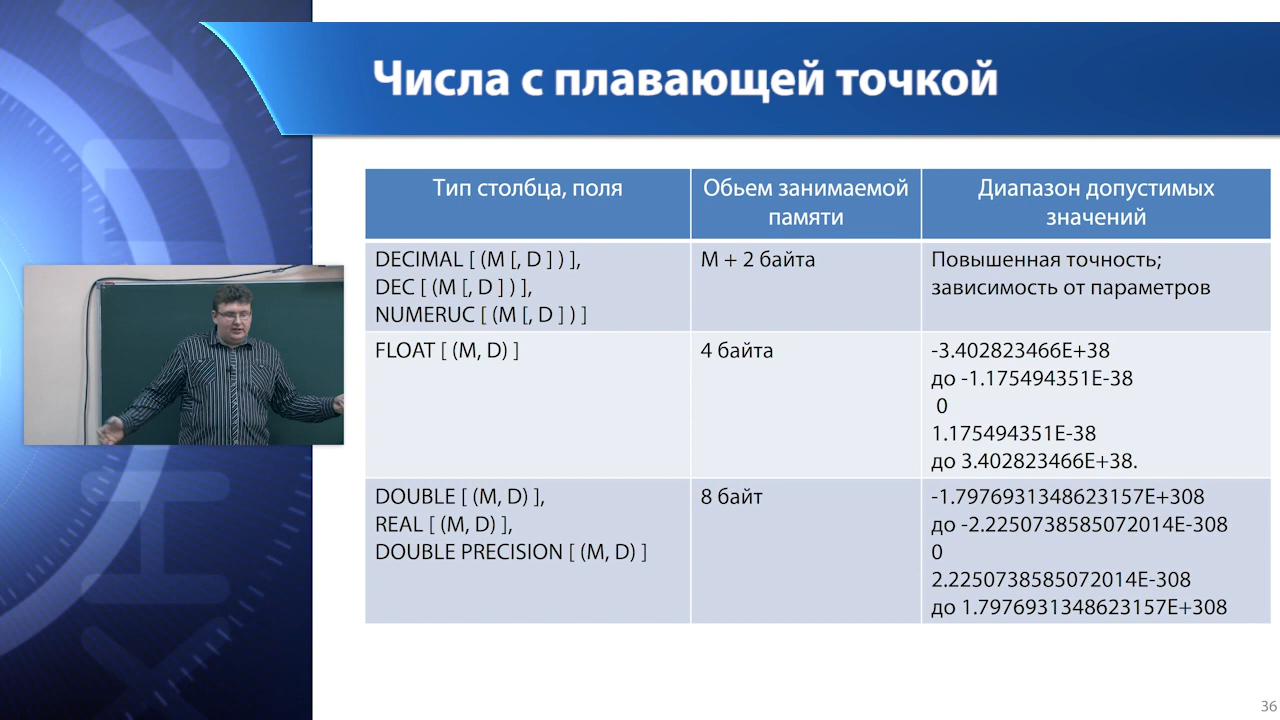 Числа с плавающей точкой
Тип столбца, поля
Обьем занимаемой
памяти
Диапазон допустимых
значений
DECIMAL [ (M [, D ] ) ],
DEC [ (M [, D ] ) ],
NUMERUC [ (M [, D ] ) ]
M + 2 байта
Повышенная точность;
зависимость от параметров
FLOAT [ (M, D) ]
4 байта
-3.402823466E+38
до -1.175494351E-38
0
1.175494351E-38
до 3.402823466E+38.
DOUBLE [ (M, D) ],
REAL [ (M, D) ],
DOUBLE PRECISION [ (M, D) ]
8 байт
-1.7976931348623157E+308
до -2.2250738585072014E-308
0
2.2250738585072014E-308
до 1.7976931348623157E+308
36